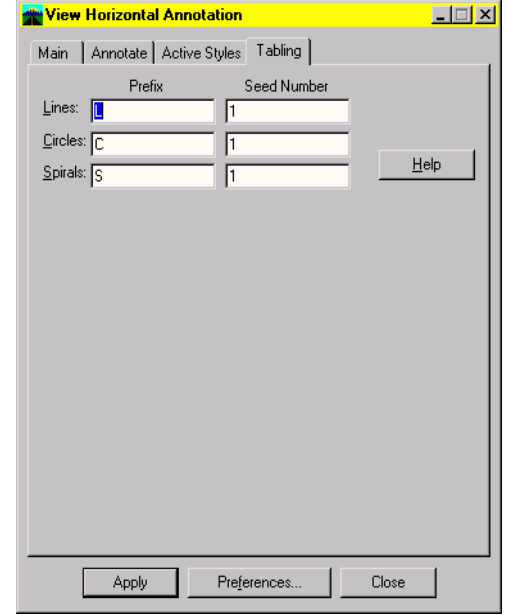 View Horizontal Annotation
Main Annotate Active Styles Tabling
Prefix Seed Number
Lines: L 1
Circles: C 1
Spirals: S 1
Help
Apply Preferences... Close